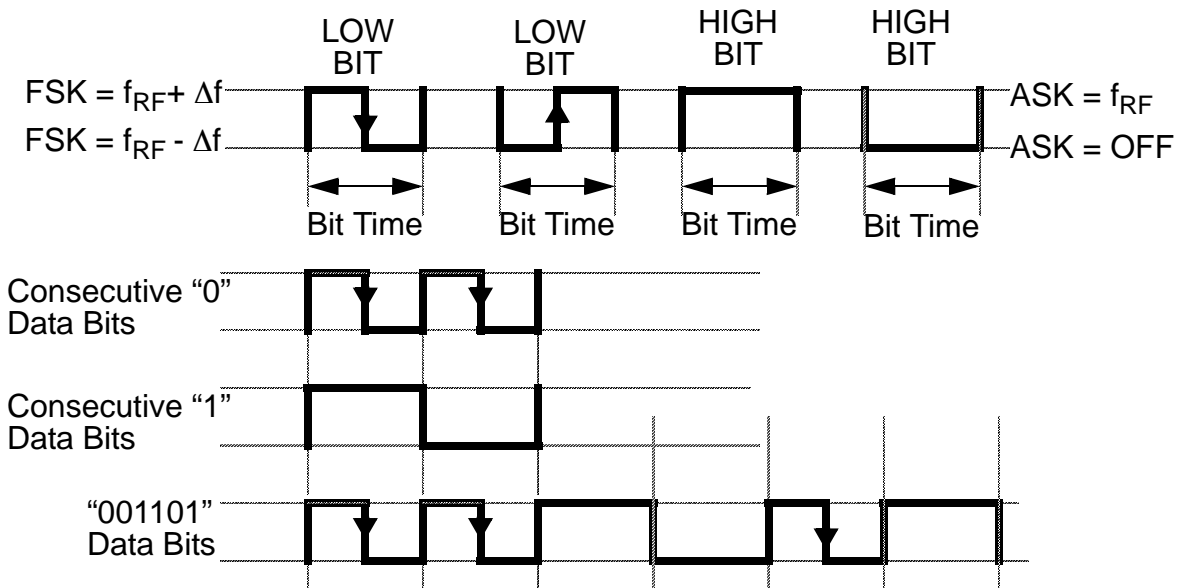 LOW
BIT
LOW
BIT
HIGH
BIT
HIGH
BIT
FSK = fRF+ Δf
FSK = fRF - Δf
ASK = fRF
ASK = OFF
Bit Time
Bit Time
Bit Time
Bit Time
Consecutive “0”
Data Bits
Consecutive “1”
Data Bits
“001101”
Data Bits